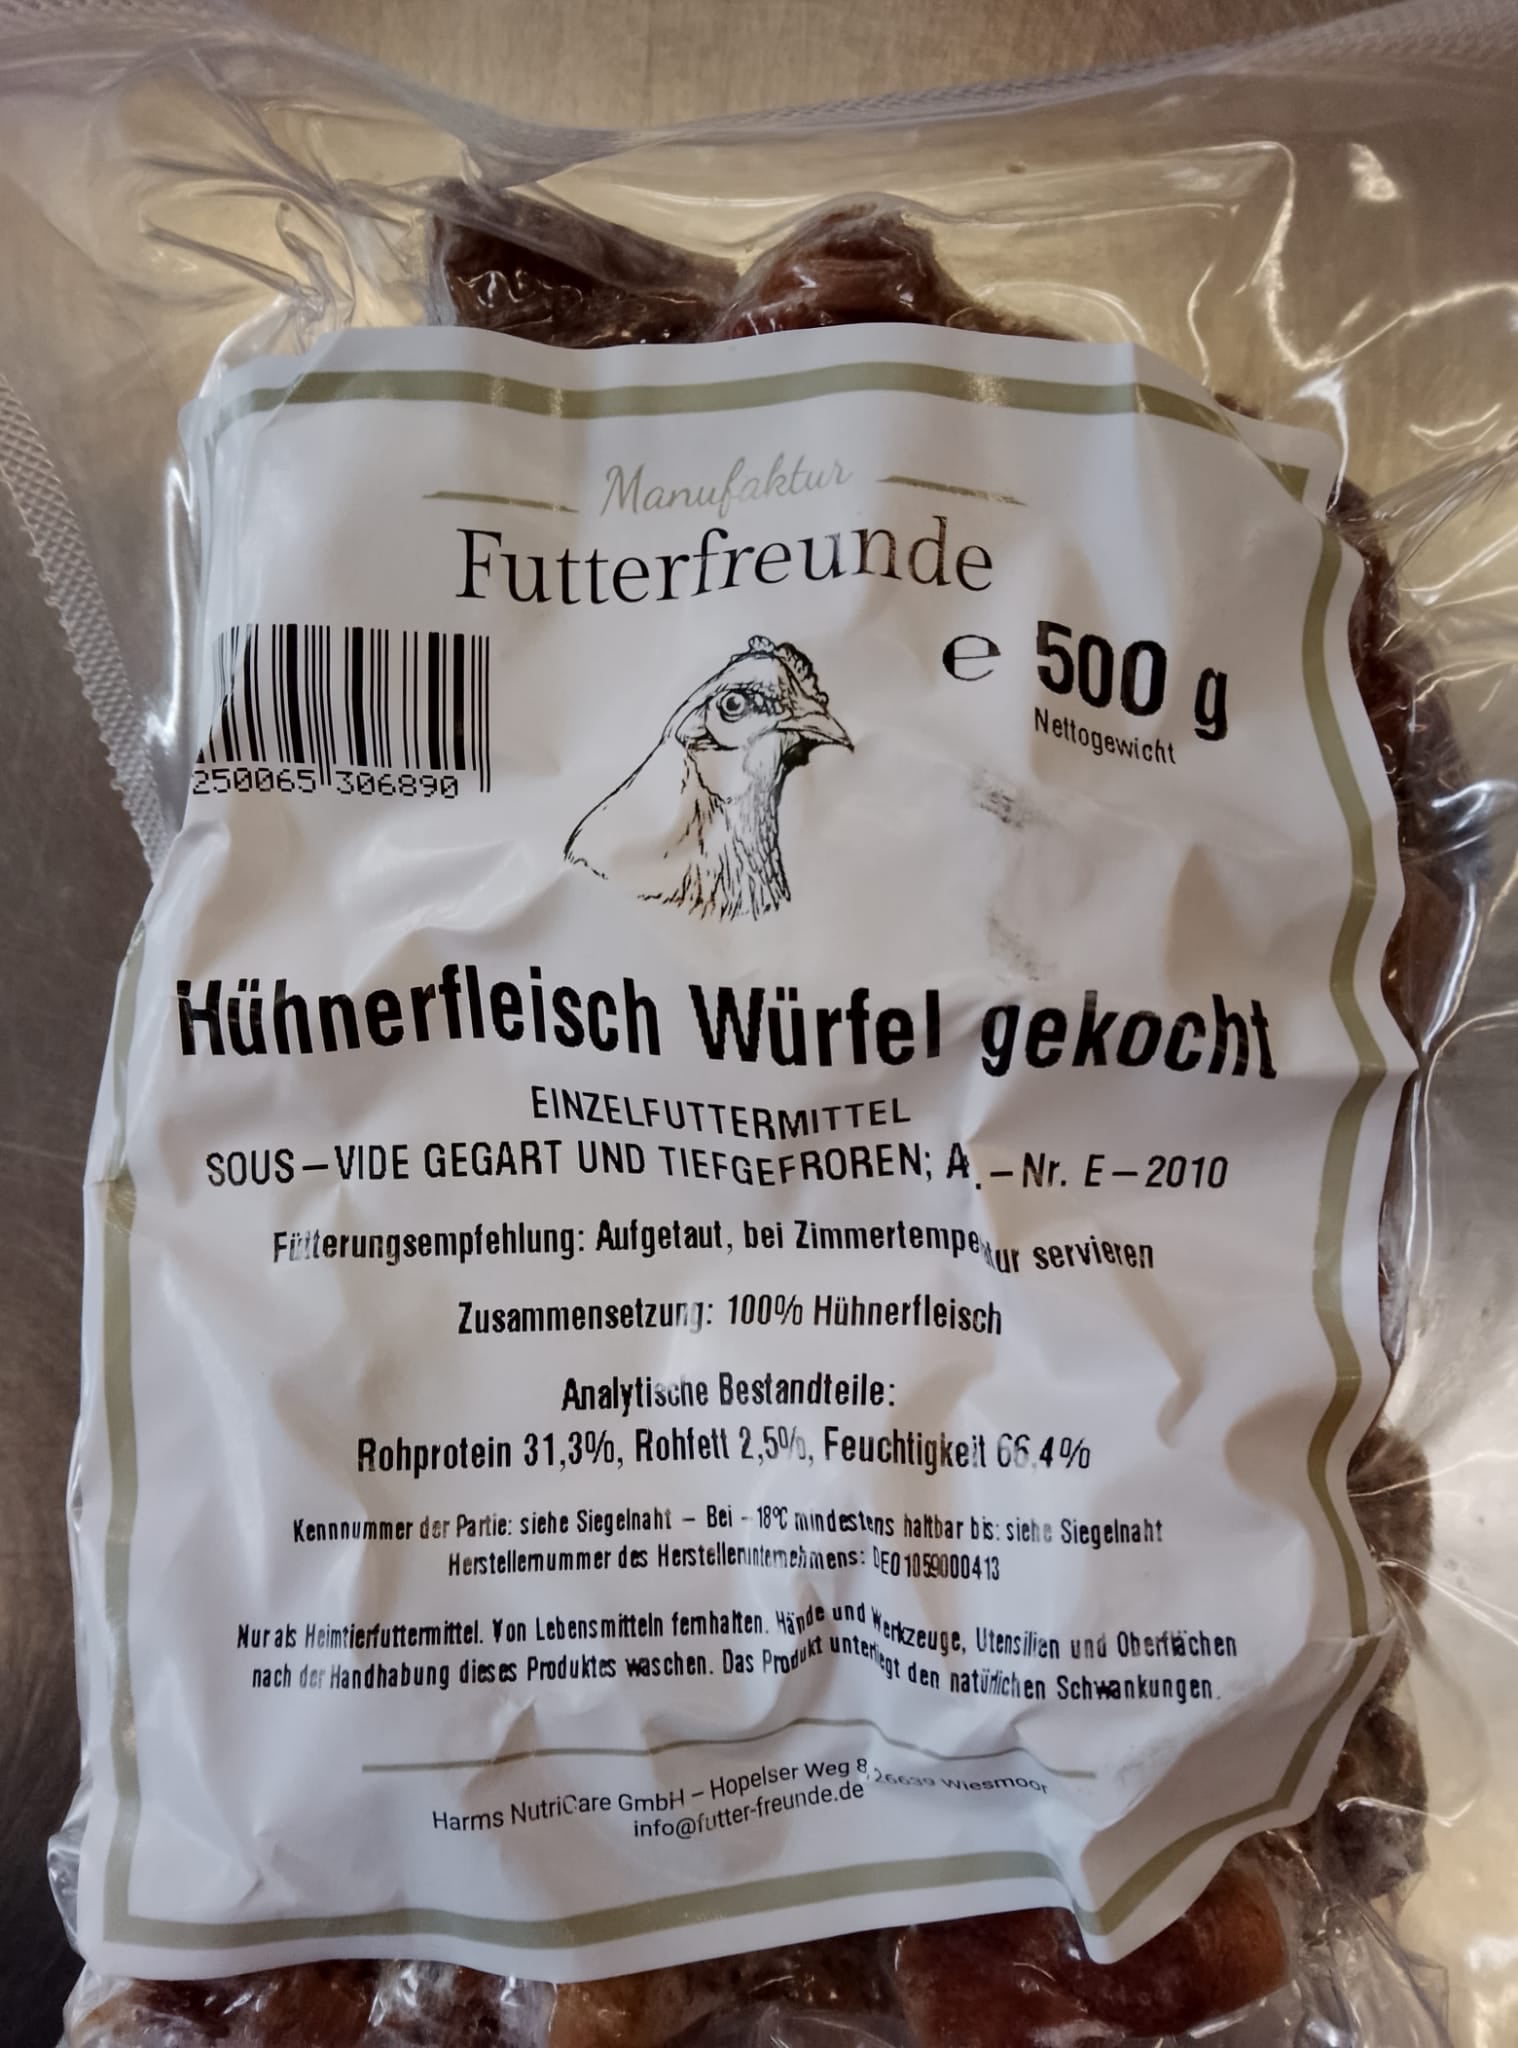 Manufaktur
Futterfreunde
℮ 500 g
Nettogewicht
250065 306890
Hühnerfleisch Würfel gekocht
EINZELFUTTERMITTEL
SOUS – VIDE GEGART UND TIEFGEFROREN; A. – Nr. E – 2010
Fütterungsempfehlung: Aufgetaut, bei Zimmertemperatur servieren
Zusammensetzung: 100% Hühnerfleisch
Analytische Bestandteile:
Rohprotein 31,3%, Rohfett 2,5%, Feuchtigkeit 66,4%
Kennnummer der Partie: siehe Siegelnaht – Bei - 18°C mindestens haltbar bis: siehe Siegelnaht
Herstellernummer des Herstellerunternehmens: DE01059000413
Nur als Heimtierfuttermittel. Von Lebensmitteln fernhalten. Hände und Werkzeuge, Utensilien und Oberflächen
nach der Handhabung dieses Produktes waschen. Das Produkt unterliegt den natürlichen Schwankungen.
Harms NutriCare GmbH – Hopelser Weg 8, 26639 Wiesmoor
info@futter-freunde.de